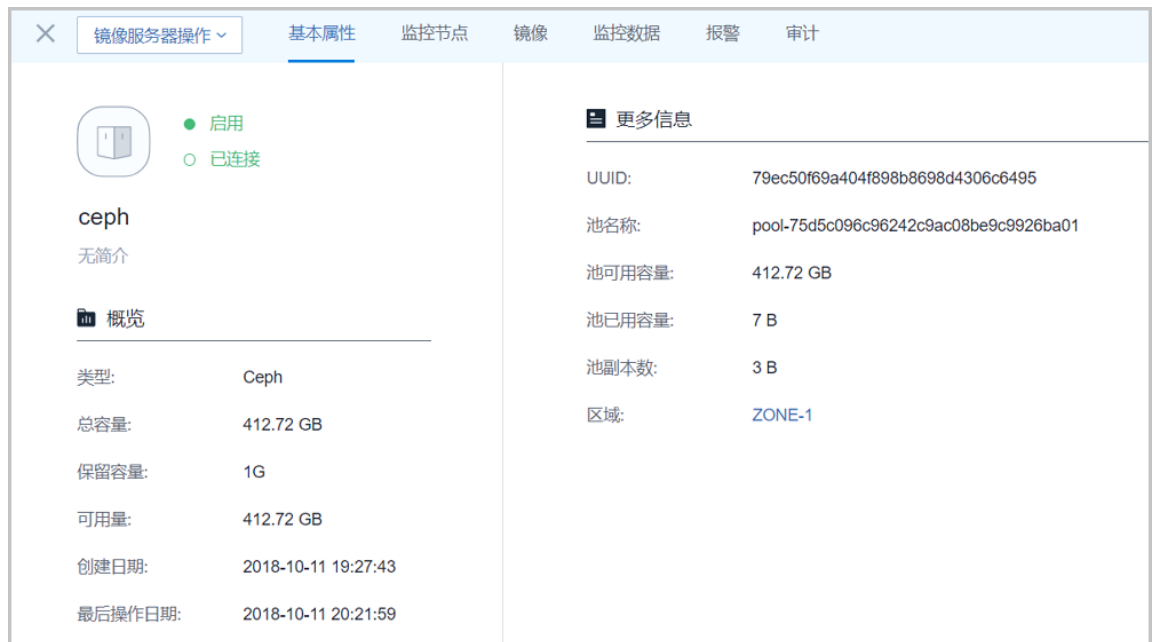 镜像服务器操作 基本属性 监控节点 镜像 监控数据 报警 审计
启用
已连接
ceph
无简介
概览
类型: Ceph
总容量: 412.72 GB
保留容量: 1G
可用量: 412.72 GB
创建日期: 2018-10-11 19:27:43
最后操作日期: 2018-10-11 20:21:59
更多信息
UUID: 79ec50f69a404f898b8698d4306c6495
池名称: pool-75d5c096c96242c9ac08be9c9926ba01
池可用容量: 412.72 GB
池已用容量: 7 B
池副本数: 3 B
区域: ZONE-1